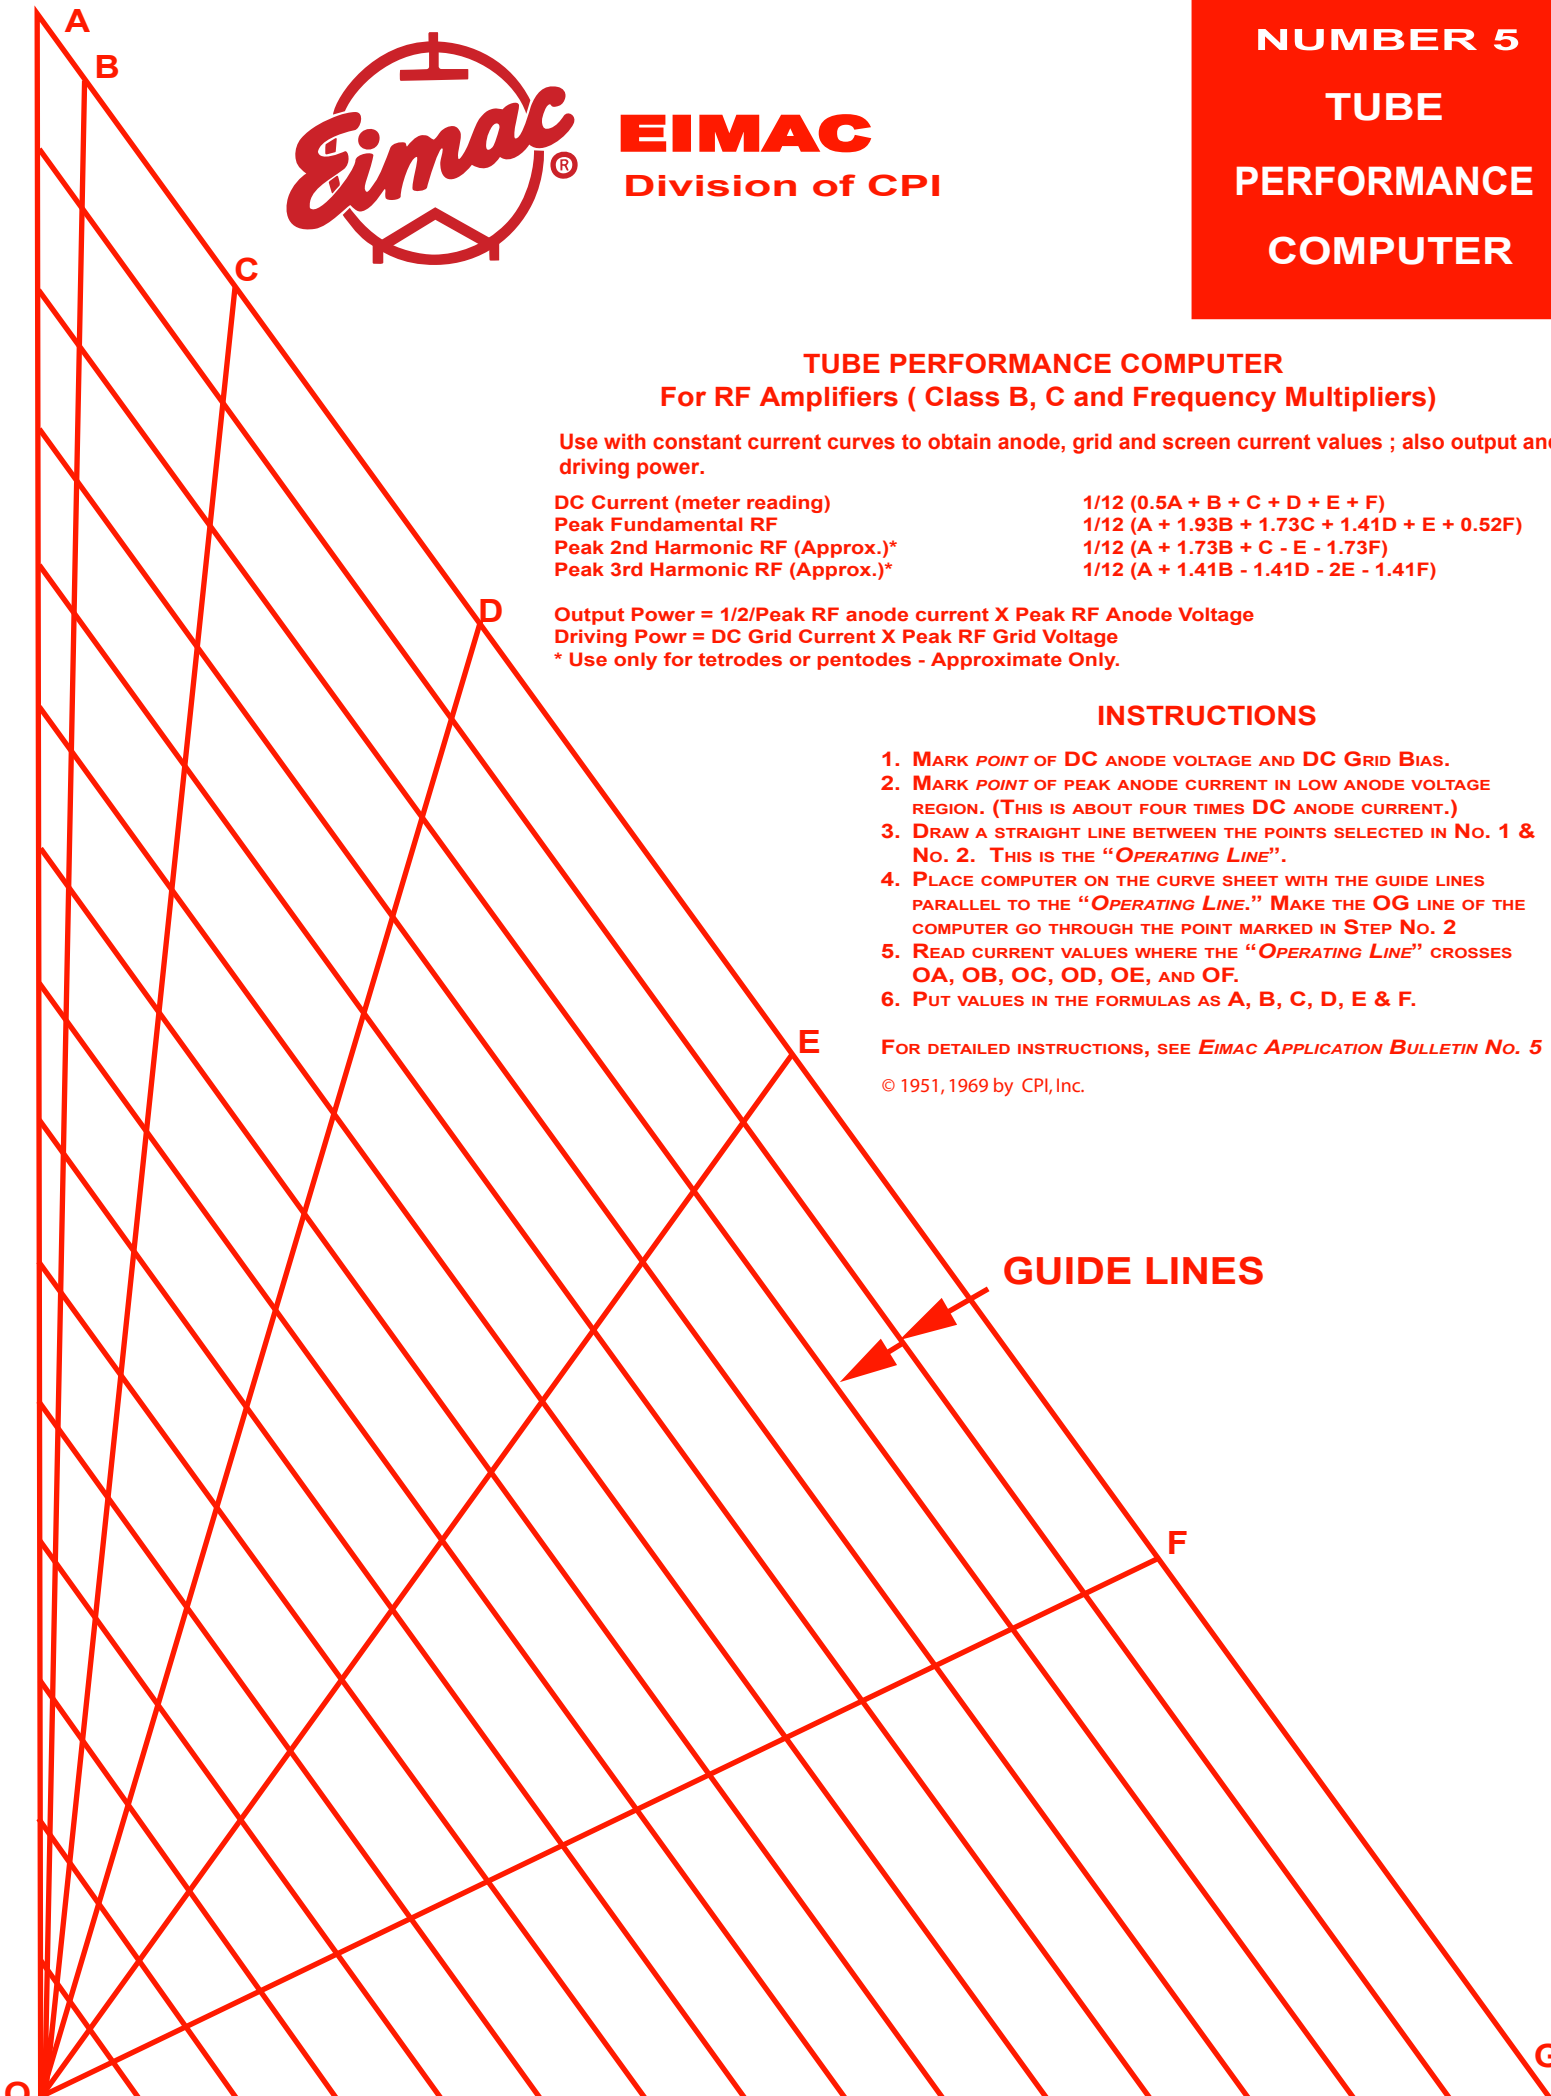 A
B
Eimac
®
EIMAC
Division of CPI
NUMBER 5
TUBE
PERFORMANCE
COMPUTER
C
TUBE PERFORMANCE COMPUTER
For RF Amplifiers ( Class B, C and Frequency Multipliers)
Use with constant current curves to obtain anode, grid and screen current values ; also output and
driving power.
DC Current (meter reading) 1/12 (0.5A + B + C + D + E + F)
Peak Fundamental RF 1/12 (A + 1.93B + 1.73C + 1.41D + E + 0.52F)
Peak 2nd Harmonic RF (Approx.)* 1/12 (A + 1.73B + C - E - 1.73F)
Peak 3rd Harmonic RF (Approx.)* 1/12 (A + 1.41B - 1.41D - 2E - 1.41F)
D
Output Power = 1/2/Peak RF anode current X Peak RF Anode Voltage
Driving Powr = DC Grid Current X Peak RF Grid Voltage
* Use only for tetrodes or pentodes - Approximate Only.
INSTRUCTIONS
1. Mark point of DC anode voltage and DC Grid Bias.
2. Mark point of peak anode current in low anode voltage
region. (This is about four times DC anode current.)
3. Draw a straight line between the points selected in No. 1 &
No. 2. This is the “Operating Line”.
4. Place computer on the curve sheet with the guide lines
parallel to the “Operating Line.” Make the OG line of the
computer go through the point marked in Step No. 2
5. Read current values where the “Operating Line” crosses
OA, OB, OC, OD, OE, and OF.
6. Put values in the formulas as A, B, C, D, E & F.
E
For detailed instructions, see Eimac Application Bulletin No. 5
© 1951, 1969 by CPI, Inc.
GUIDE LINES
F
G
O